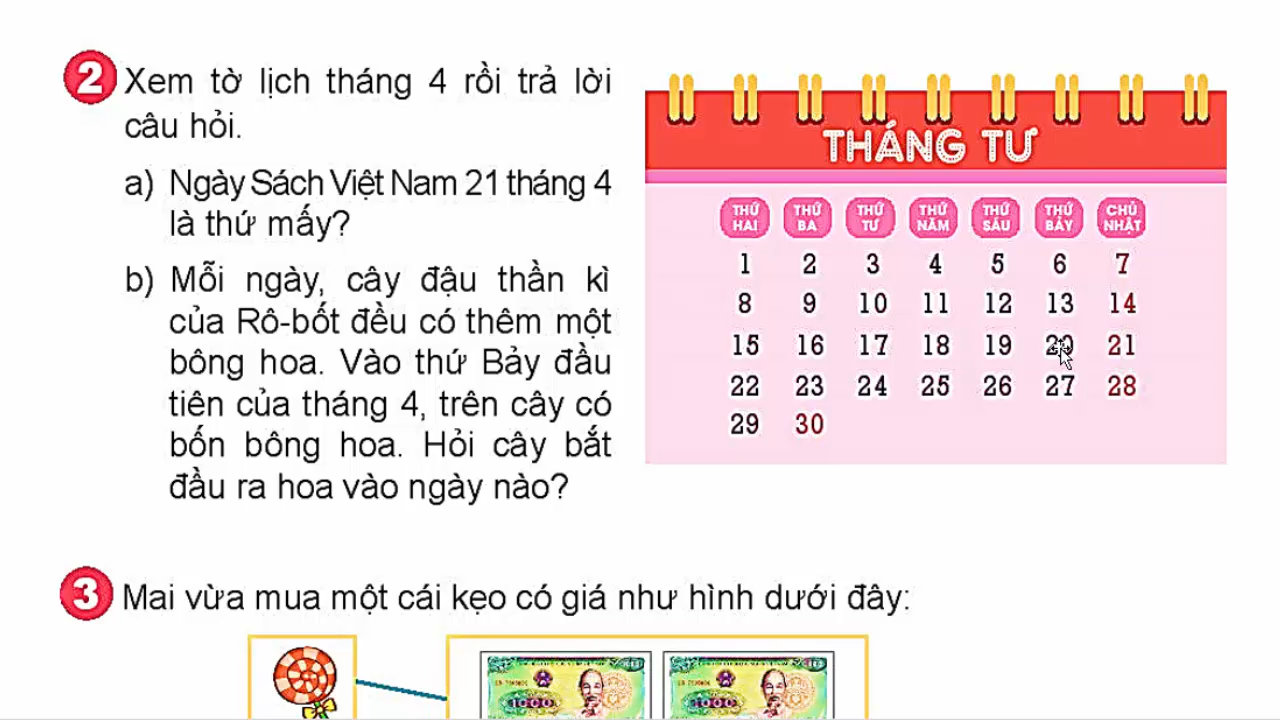 2 Xem tờ lịch tháng 4 rồi trả lời
câu hỏi.
a) Ngày Sách Việt Nam 21 tháng 4
là thứ mấy?
b) Mỗi ngày, cây đậu thần kì
của Rô-bốt đều có thêm một
bông hoa. Vào thứ Bảy đầu
tiên của tháng 4, trên cây có
bốn bông hoa. Hỏi cây bắt
đầu ra hoa vào ngày nào?
THÁNG TƯ
THỨ HAI THỨ BA THỨ TƯ THỨ NĂM THỨ SÁU THỨ BẢY CHỦ NHẬT
1 2 3 4 5 6 7
8 9 10 11 12 13 14
15 16 17 18 19 20 21
22 23 24 25 26 27 28
29 30
3 Mai vừa mua một cái kẹo có giá như hình dưới đây:
1000 1000